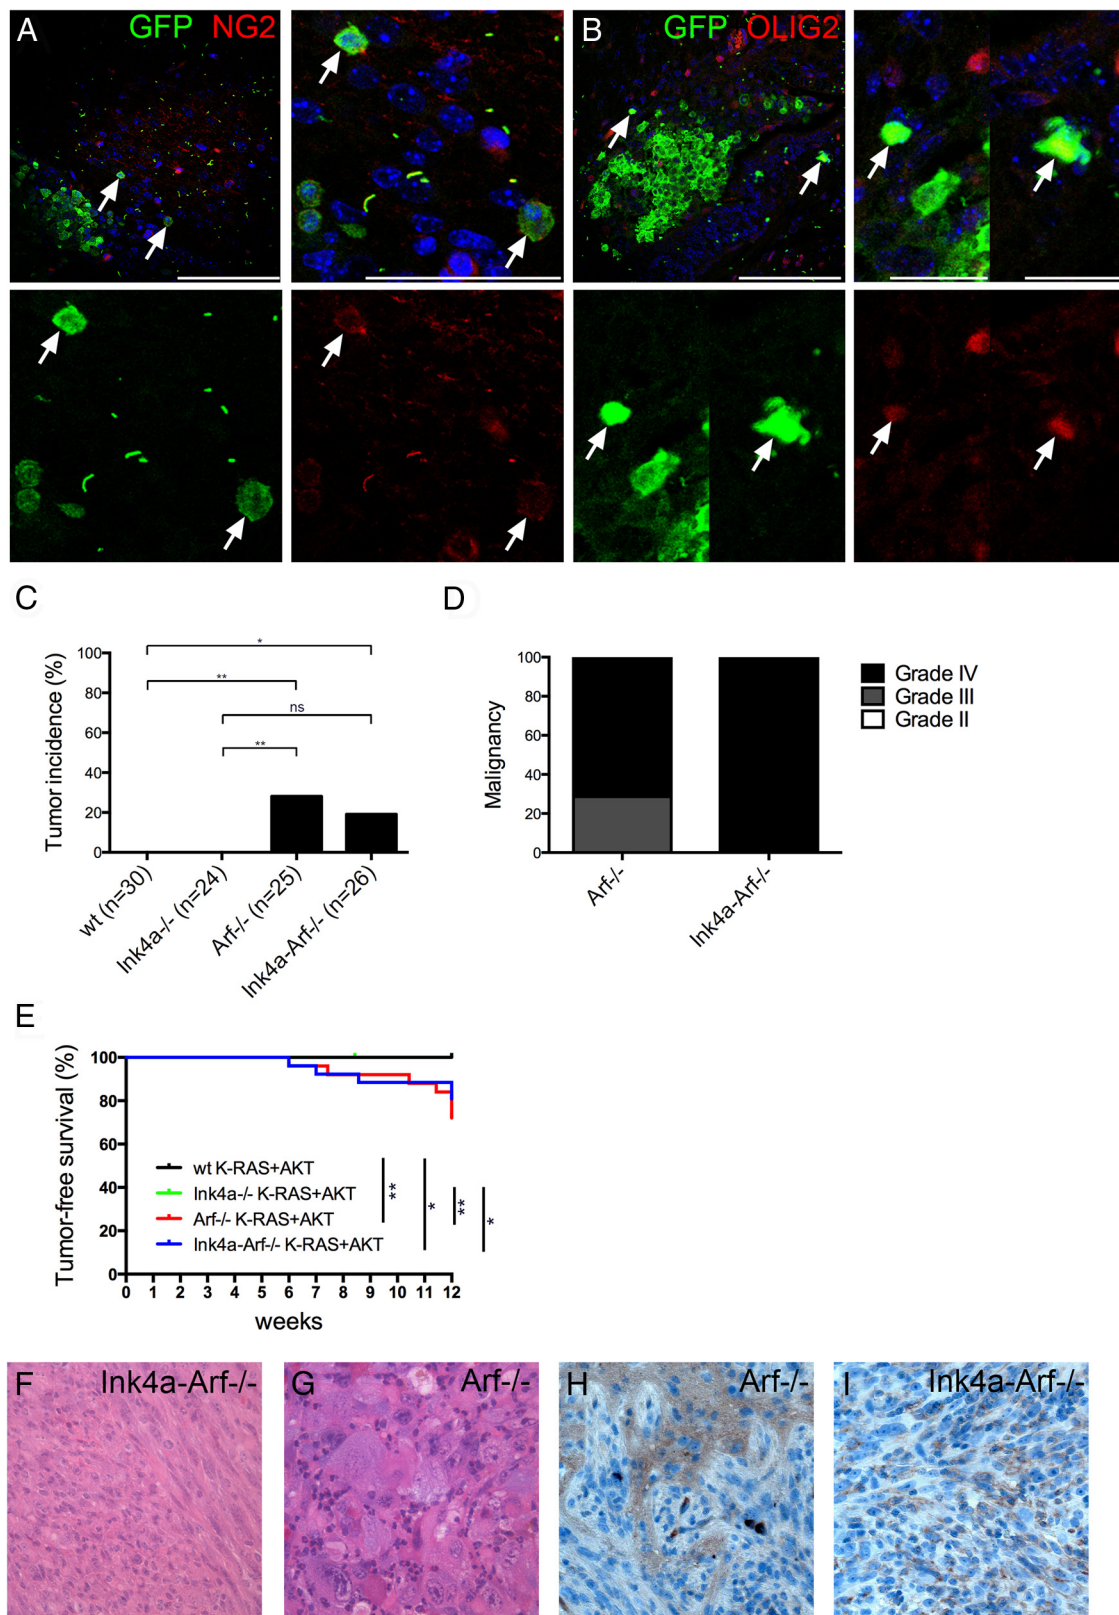 A GFP NG2
B GFP OLIG2
C
Tumor incidence (%)
100
80
60
40
20
0
*
**
ns
**
wt (n=30)
Ink4a-/- (n=24)
Arf-/- (n=25)
Ink4a-Arf-/- (n=26)
D
Malignancy
100
80
60
40
20
0
Arf-/-
Ink4a-Arf-/-
Grade IV
Grade III
Grade II
E
Tumor-free survival (%)
100
80
60
40
20
0
wt K-RAS+AKT
Ink4a-/- K-RAS+AKT
Arf-/- K-RAS+AKT
Ink4a-Arf-/- K-RAS+AKT
**
*
**
*
0 1 2 3 4 5 6 7 8 9 10 11 12
weeks
F Ink4a-Arf-/-
G Arf-/-
H Arf-/-
I Ink4a-Arf-/-